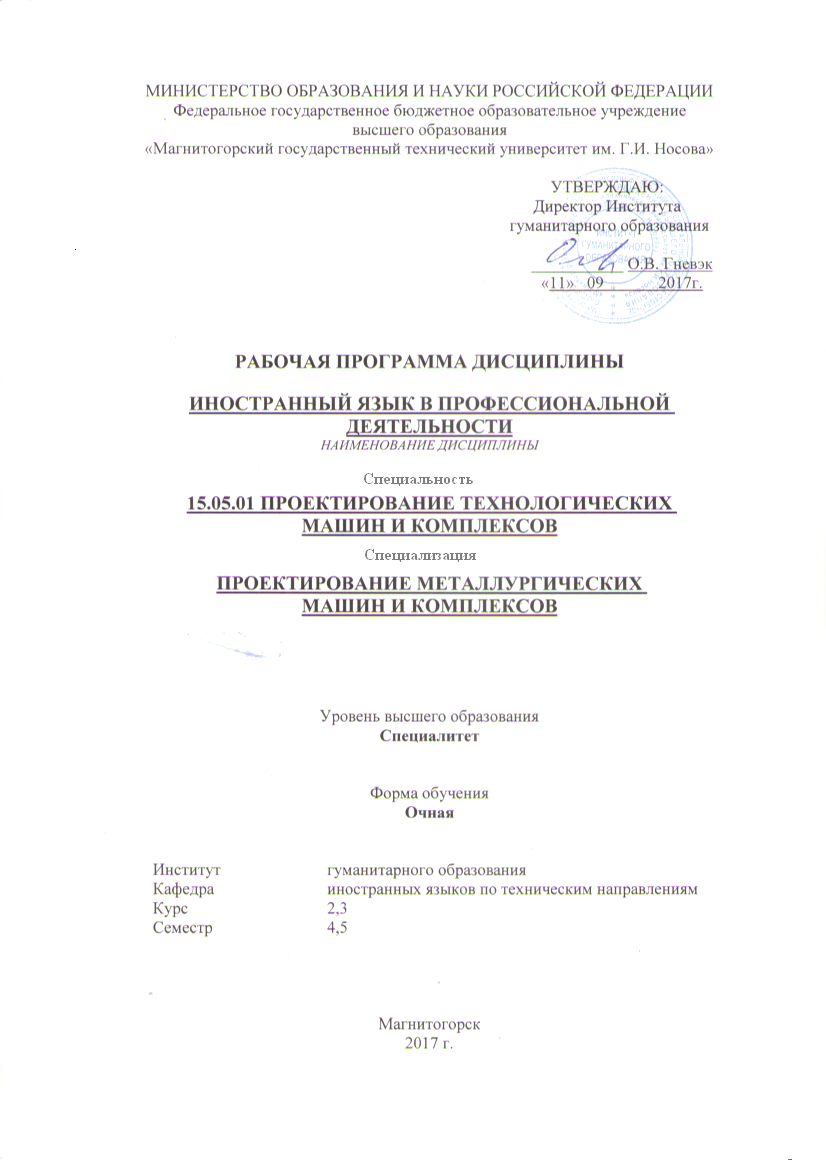 МИНИСТЕРСТВО ОБРАЗОВАНИЯ И НАУКИ РОССИЙСКОЙ ФЕДЕРАЦИИ
Федеральное государственное бюджетное образовательное учреждение
высшего образования
«Магнитогорский государственный технический университет им. Г.И. Носова»
УТВЕРЖДАЮ:
Директор Института
гуманитарного образования
ИНСТИТУТ
ГУМАНИТАРНОГО
ОБРАЗОВАНИЯ
О.В. Гневэк
«11» 09 2017г.
РАБОЧАЯ ПРОГРАММА ДИСЦИПЛИНЫ
ИНОСТРАННЫЙ ЯЗЫК В ПРОФЕССИОНАЛЬНОЙ
ДЕЯТЕЛЬНОСТИ
НАИМЕНОВАНИЕ ДИСЦИПЛИНЫ
Специальность
15.05.01 ПРОЕКТИРОВАНИЕ ТЕХНОЛОГИЧЕСКИХ
МАШИН И КОМПЛЕКСОВ
Специализация
ПРОЕКТИРОВАНИЕ МЕТАЛЛУРГИЧЕСКИХ
МАШИН И КОМПЛЕКСОВ
Уровень высшего образования
Специалитет
Форма обучения
Очная
Институт гуманитарного образования
Кафедра иностранных языков по техническим направлениям
Курс 2,3
Семестр 4,5
Магнитогорск
2017 г.